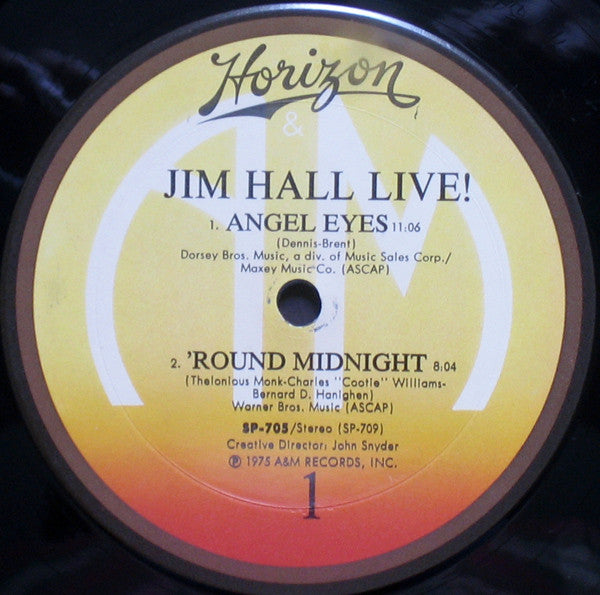 Horizon
&
AM
JIM HALL LIVE!
1. ANGEL EYES 11:06
(Dennis-Brent)
Dorsey Bros. Music, a div. of Music Sales Corp./
Maxey Music Co. (ASCAP)
2. 'ROUND MIDNIGHT 8:04
(Thelonious Monk-Charles "Cootie" Williams-
Bernard D. Hanighen)
Warner Bros. Music (ASCAP)
SP-705/Stereo (SP-709)
Creative Director: John Snyder
℗ 1975 A&M RECORDS, INC.
1